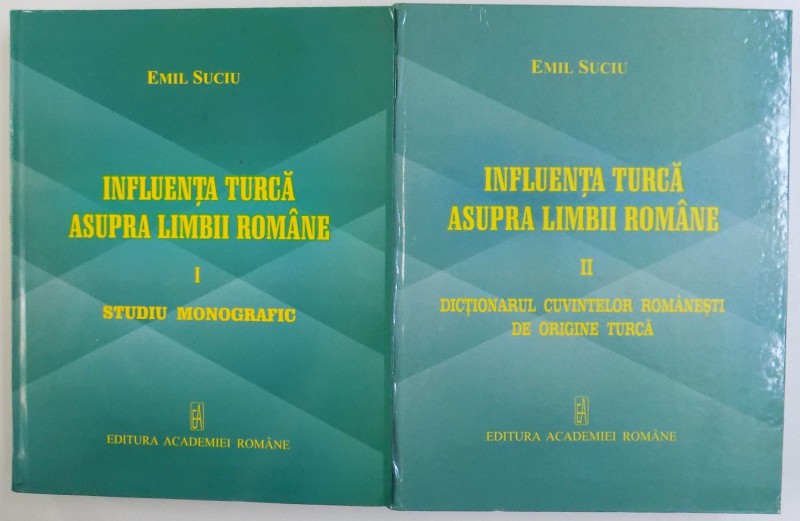 EMIL SUCIU
INFLUENȚA TURCĂ
ASUPRA LIMBII ROMÂNE
I
STUDIU MONOGRAFIC
EA
EDITURA ACADEMIEI ROMÂNE
EMIL SUCIU
INFLUENȚA TURCĂ
ASUPRA LIMBII ROMÂNE
II
DICȚIONARUL CUVINTELOR ROMÂNEȘTI
DE ORIGINE TURCĂ
EA
EDITURA ACADEMIEI ROMÂNE